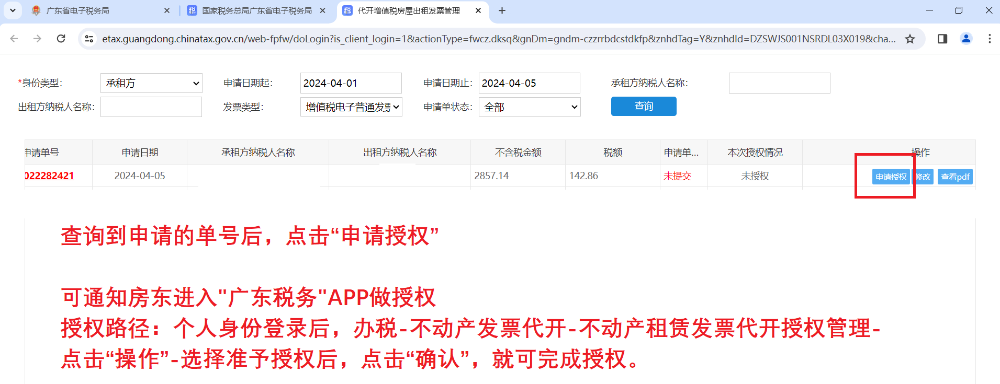 广东省电子税务局
国家税务总局广东省电子税务局
代开增值税房屋出租发票管理
etax.guangdong.chinatax.gov.cn/web-fpfw/doLogin?is_client_login=1&actionType=fwcz.dksq&gnDm=gndm-czzrrbdcstdkfp&znhdTag=Y&znhdId=DZSWJS001NSRDL03X019&cha...
*身份类型： 承租方 申请日期起： 2024-04-01 申请日期止： 2024-04-05 承租方纳税人名称：
出租方纳税人名称： 发票类型： 增值税电子普通发票 申请单状态： 全部 查询
申请单号 申请日期 承租方纳税人名称 出租方纳税人名称 不含税金额 税额 申请单... 本次授权情况 操作
022282421 2024-04-05 2857.14 142.86 未提交 未授权 申请授权 修改 查看pdf
查询到申请的单号后，点击“申请授权”
可通知房东进入"广东税务"APP做授权
授权路径：个人身份登录后，办税-不动产发票代开-不动产租赁发票代开授权管理-
点击“操作”-选择准予授权后，点击“确认”，就可完成授权。